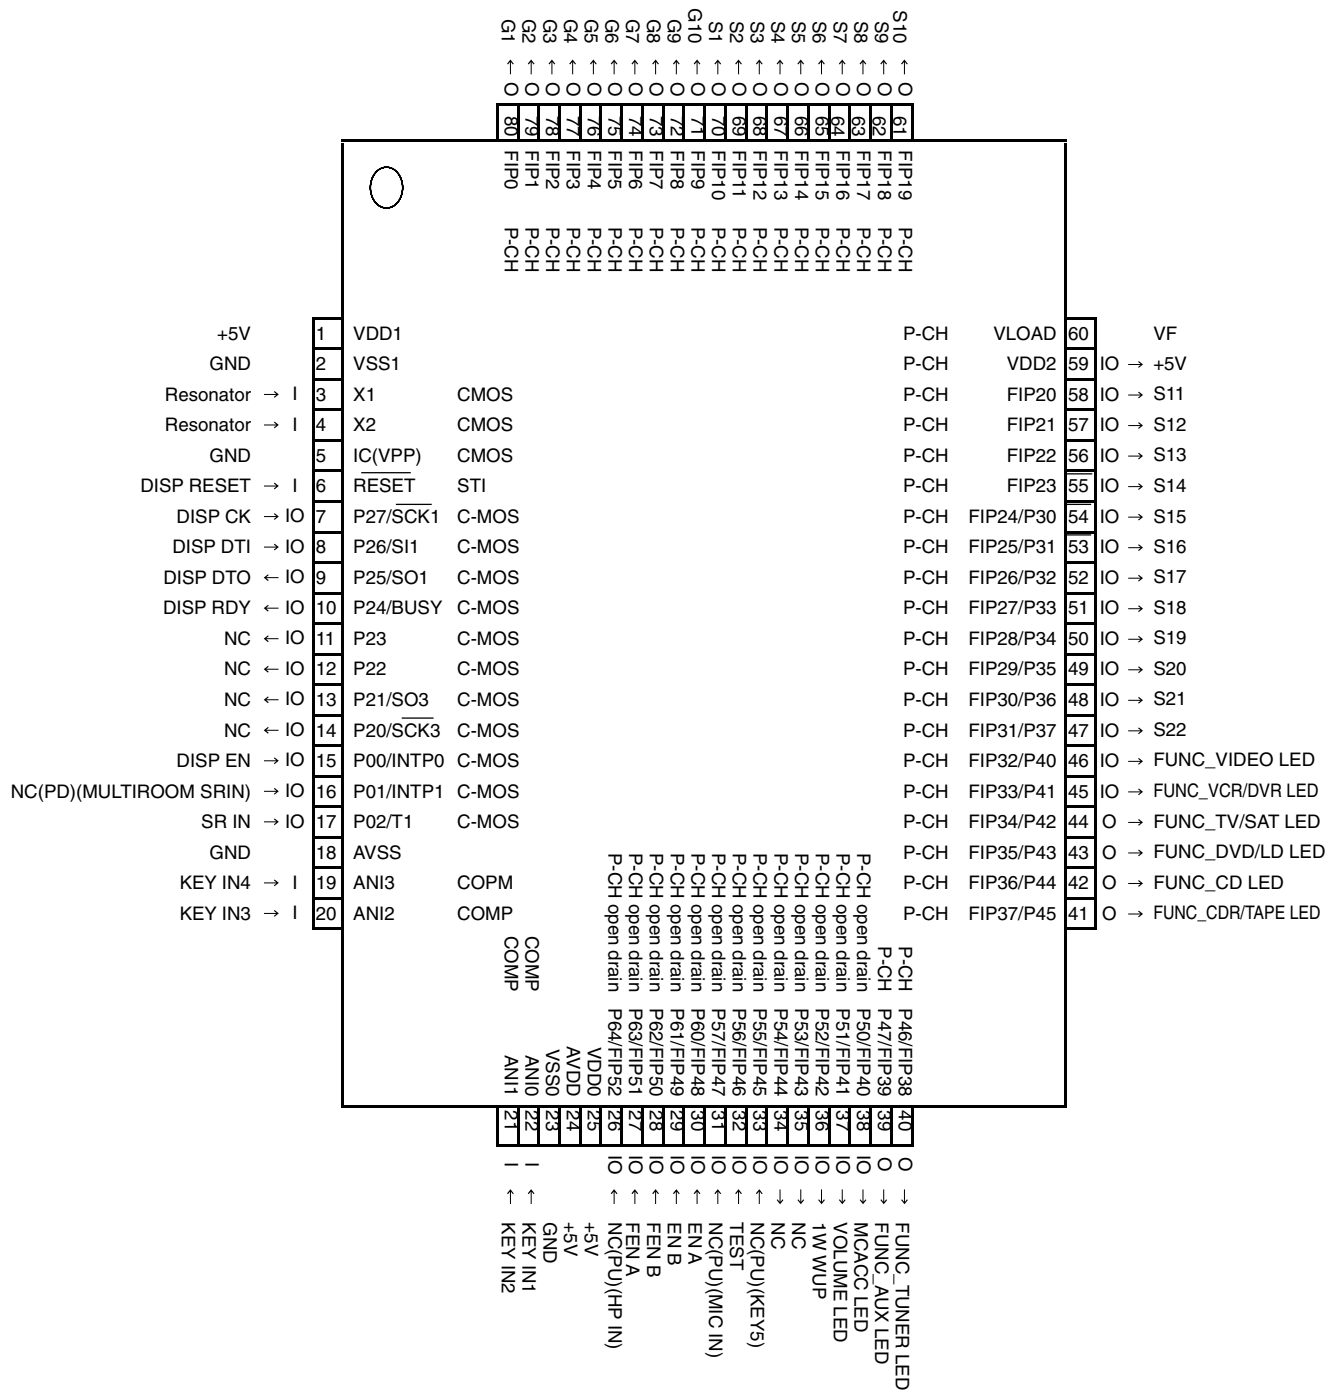 G1 ← O 80 FIP0 P-CH
G2 ← O 79 FIP1 P-CH
G3 ← O 78 FIP2 P-CH
G4 ← O 77 FIP3 P-CH
G5 ← O 76 FIP4 P-CH
G6 ← O 75 FIP5 P-CH
G7 ← O 74 FIP6 P-CH
G8 ← O 73 FIP7 P-CH
G9 ← O 72 FIP8 P-CH
G10 ← O 71 FIP9 P-CH
S1 ← O 70 FIP10 P-CH
S2 ← O 69 FIP11 P-CH
S3 ← O 68 FIP12 P-CH
S4 ← O 67 FIP13 P-CH
S5 ← O 66 FIP14 P-CH
S6 ← O 65 FIP15 P-CH
S7 ← O 64 FIP16 P-CH
S8 ← O 63 FIP17 P-CH
S9 ← O 62 FIP18 P-CH
S10 ← O 61 FIP19 P-CH
+5V 1 VDD1
GND 2 VSS1
Resonator → I 3 X1 CMOS
Resonator → I 4 X2 CMOS
GND 5 IC(VPP) CMOS
DISP RESET → I 6 RESET STI
DISP CK → IO 7 P27/SCK1 C-MOS
DISP DTI → IO 8 P26/SI1 C-MOS
DISP DTO ← IO 9 P25/SO1 C-MOS
DISP RDY ← IO 10 P24/BUSY C-MOS
NC ← IO 11 P23 C-MOS
NC ← IO 12 P22 C-MOS
NC ← IO 13 P21/SO3 C-MOS
NC ← IO 14 P20/SCK3 C-MOS
DISP EN → IO 15 P00/INTP0 C-MOS
NC(PD)(MULTIROOM SRIN) → IO 16 P01/INTP1 C-MOS
SR IN → IO 17 P02/T1 C-MOS
GND 18 AVSS
KEY IN4 → I 19 ANI3 COPM
KEY IN3 → I 20 ANI2 COMP
P-CH VLOAD 60 VF
P-CH VDD2 59 IO → +5V
P-CH FIP20 58 IO → S11
P-CH FIP21 57 IO → S12
P-CH FIP22 56 IO → S13
P-CH FIP23 55 IO → S14
P-CH FIP24/P30 54 IO → S15
P-CH FIP25/P31 53 IO → S16
P-CH FIP26/P32 52 IO → S17
P-CH FIP27/P33 51 IO → S18
P-CH FIP28/P34 50 IO → S19
P-CH FIP29/P35 49 IO → S20
P-CH FIP30/P36 48 IO → S21
P-CH FIP31/P37 47 IO → S22
P-CH FIP32/P40 46 IO → FUNC_VIDEO LED
P-CH FIP33/P41 45 IO → FUNC_VCR/DVR LED
P-CH FIP34/P42 44 O → FUNC_TV/SAT LED
P-CH FIP35/P43 43 O → FUNC_DVD/LD LED
P-CH FIP36/P44 42 O → FUNC_CD LED
P-CH FIP37/P45 41 O → FUNC_CDR/TAPE LED
COMP ANI1 21 I ← KEY IN2
COMP ANI0 22 I ← KEY IN1
VSS0 23 GND
AVDD 24 +5V
VDD0 25 +5V
P-CH open drain P64/FIP52 26 IO ← NC(PU)(HP IN)
P-CH open drain P63/FIP51 27 IO ← FEN A
P-CH open drain P62/FIP50 28 IO ← FEN B
P-CH open drain P61/FIP49 29 IO ← EN B
P-CH open drain P60/FIP48 30 IO ← EN A
P-CH open drain P57/FIP47 31 IO ← NC(PU)(MIC IN)
P-CH open drain P56/FIP46 32 IO ← TEST
P-CH open drain P55/FIP45 33 IO ← NC(PU)(KEY5)
P-CH open drain P54/FIP44 34 IO → NC
P-CH open drain P53/FIP43 35 IO → NC
P-CH open drain P52/FIP42 36 IO → 1W WUP
P-CH open drain P51/FIP41 37 IO → VOLUME LED
P-CH open drain P50/FIP40 38 IO → MCACC LED
P-CH P47/FIP39 39 O → FUNC_AUX LED
P-CH P46/FIP38 40 O → FUNC_TUNER LED